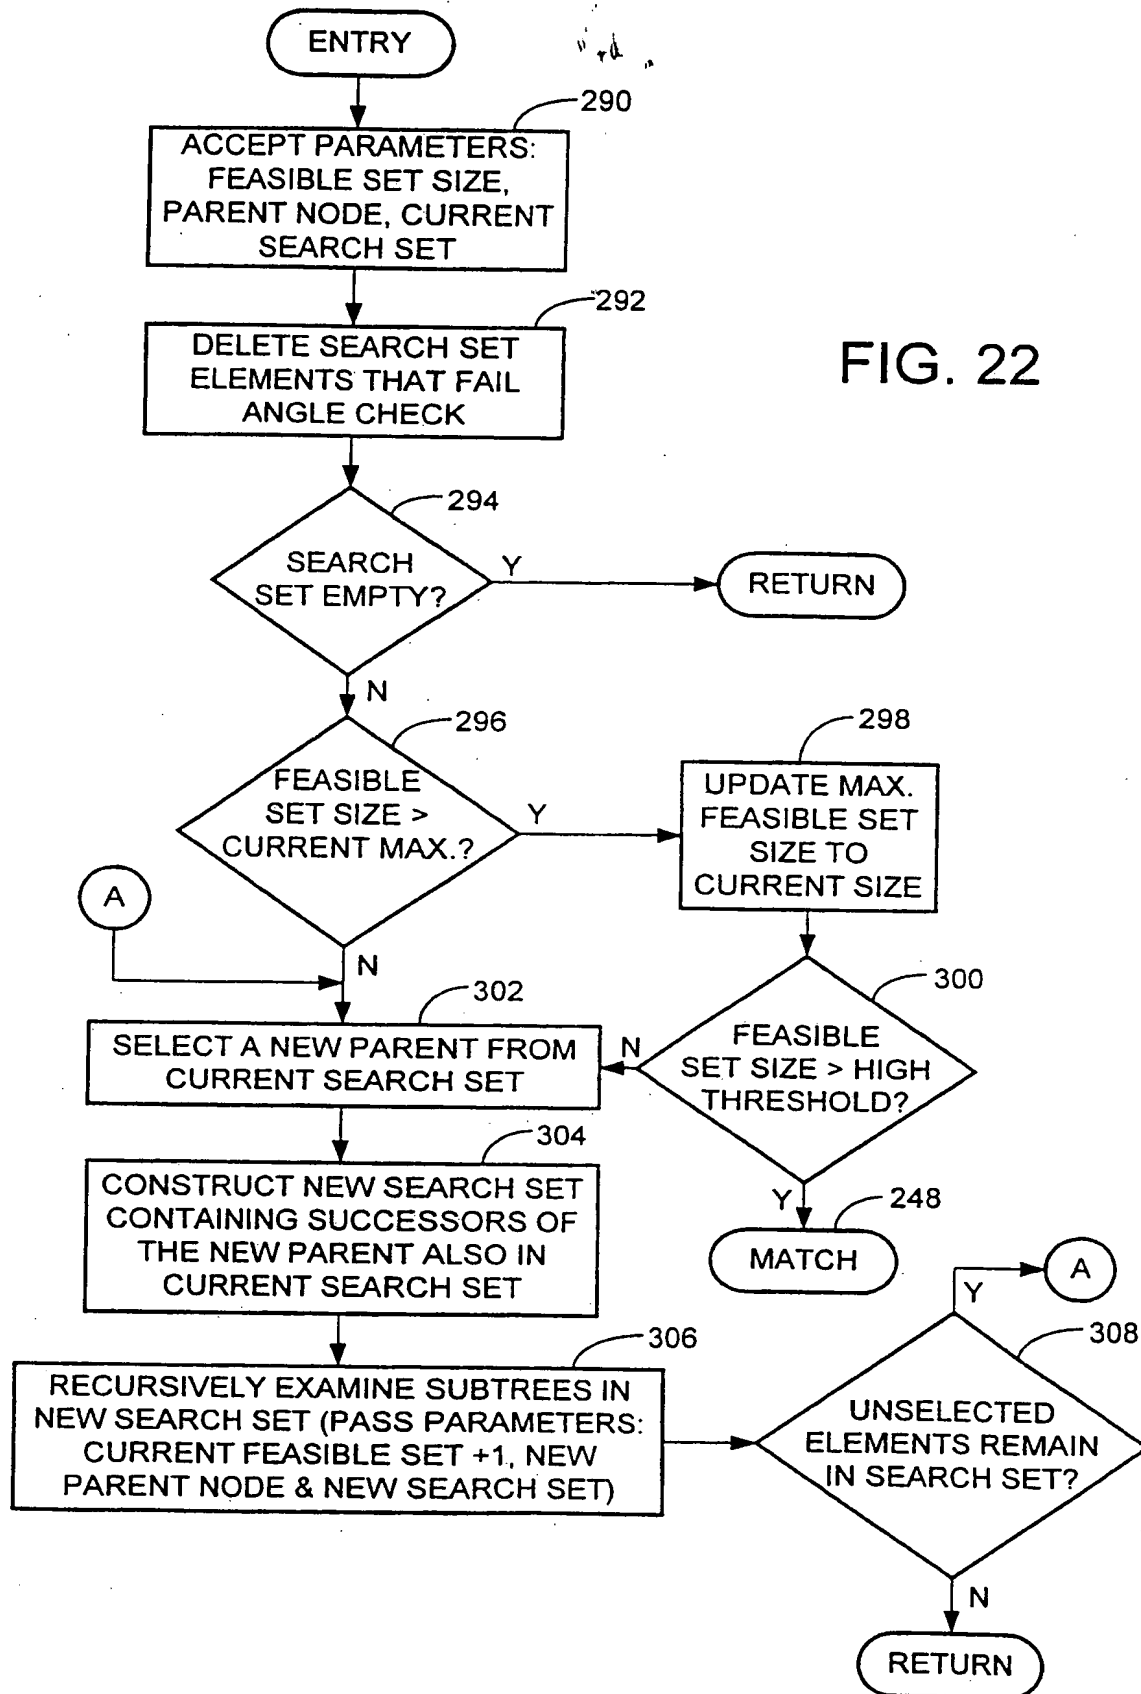 ENTRY
290
ACCEPT PARAMETERS:
FEASIBLE SET SIZE,
PARENT NODE, CURRENT
SEARCH SET
292
DELETE SEARCH SET
ELEMENTS THAT FAIL
ANGLE CHECK
FIG. 22
294
SEARCH
SET EMPTY?
Y
RETURN
N
296
FEASIBLE
SET SIZE >
CURRENT MAX.?
Y
298
UPDATE MAX.
FEASIBLE SET
SIZE TO
CURRENT SIZE
A
N
300
FEASIBLE
SET SIZE > HIGH
THRESHOLD?
N
302
SELECT A NEW PARENT FROM
CURRENT SEARCH SET
Y
248
MATCH
304
CONSTRUCT NEW SEARCH SET
CONTAINING SUCCESSORS OF
THE NEW PARENT ALSO IN
CURRENT SEARCH SET
306
RECURSIVELY EXAMINE SUBTREES IN
NEW SEARCH SET (PASS PARAMETERS:
CURRENT FEASIBLE SET +1, NEW
PARENT NODE & NEW SEARCH SET)
A
Y
308
UNSELECTED
ELEMENTS REMAIN
IN SEARCH SET?
N
RETURN